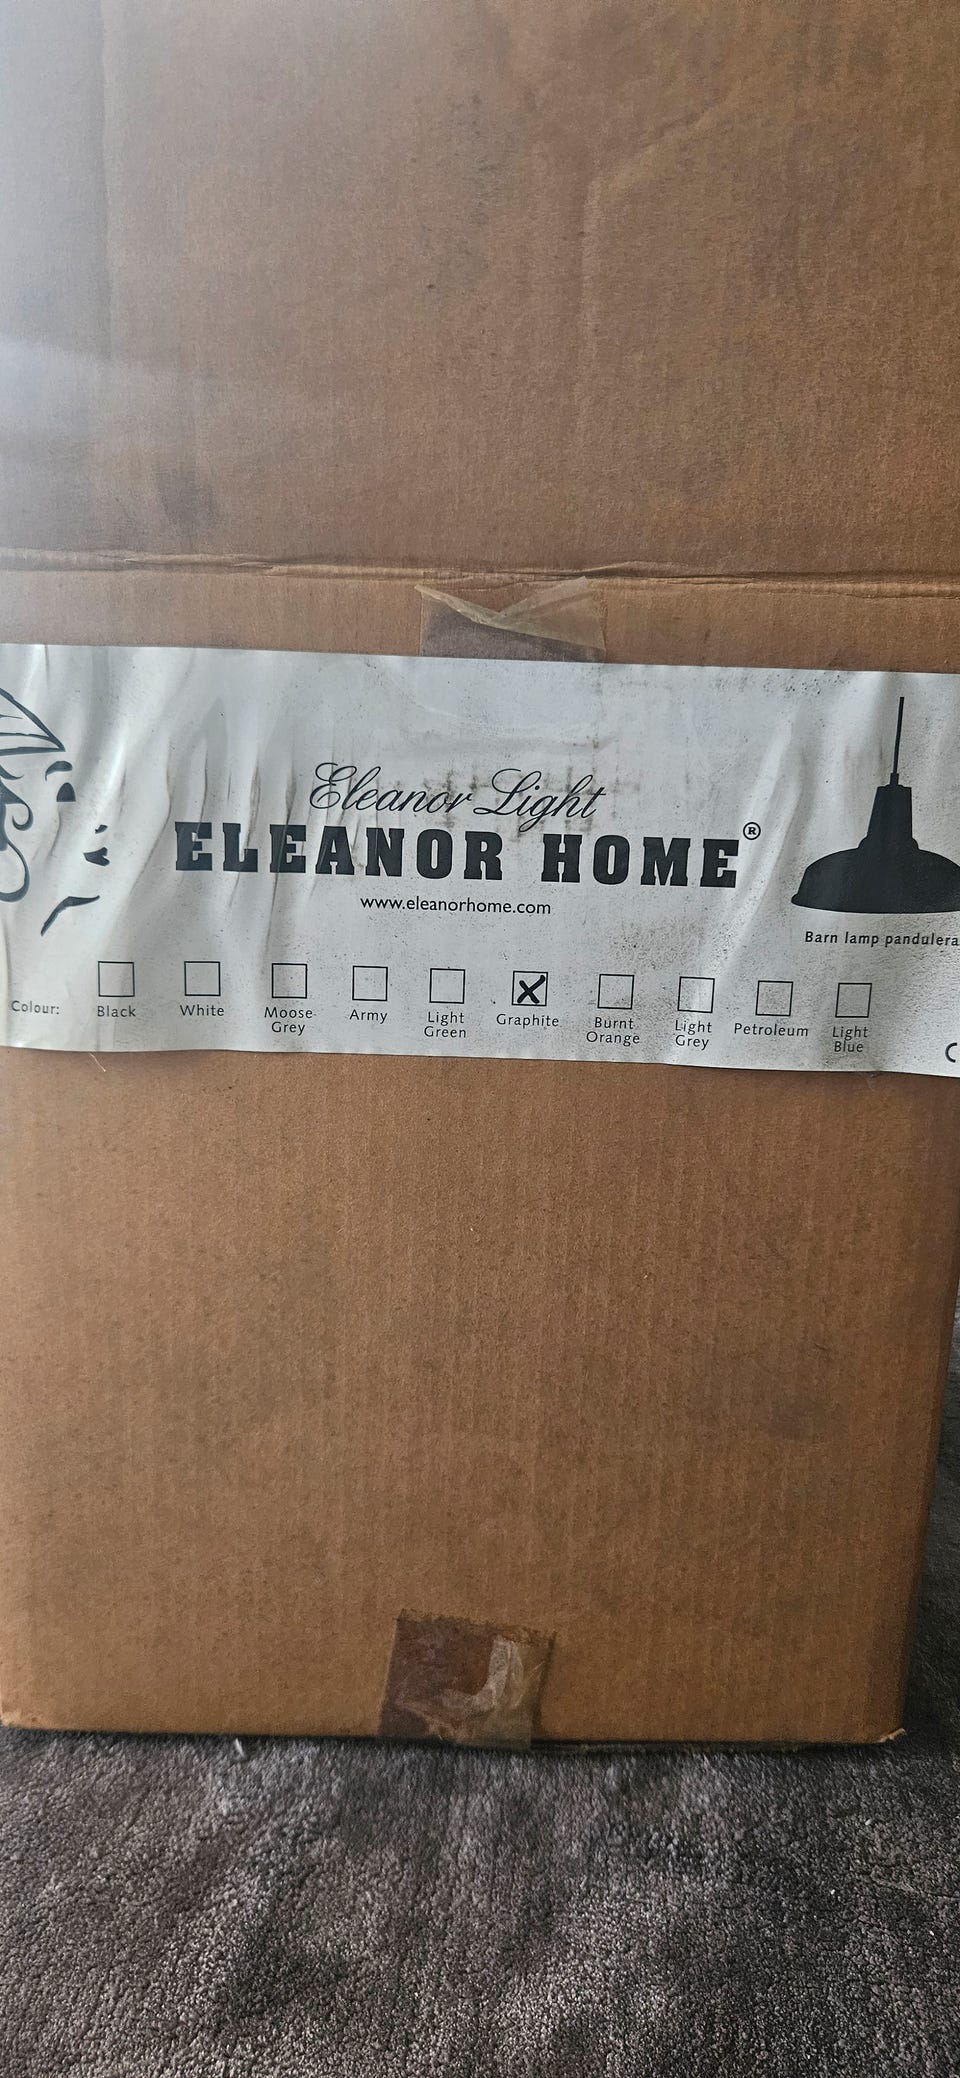 Eleanor Light
ELEANOR HOME®
www.eleanorhome.com
Barn lamp pandulera
Colour:
Black
White
Moose
Grey
Army
Light
Green
Graphite
Burnt
Orange
Light
Grey
Petroleum
Light
Blue